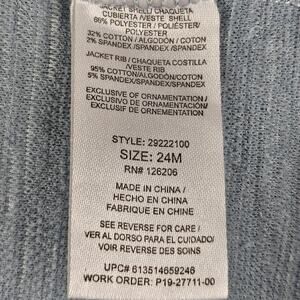 JACKET SHELL/ CHAQUETA
CUBIERTA /VESTE SHELL
66% POLYESTER / POLIÉSTER/
POLYESTER
32% COTTON / ALGODÓN / COTON
2% SPANDEX/SPANDEX/SPANDEX
JACKET RIB / CHAQUETA COSTILLA
/VESTE RIB
95% COTTON/ALGODÓN/COTON
5% SPANDEX/SPANDEX/SPANDEX
EXCLUSIVE OF ORNAMENTATION /
EXCLUSIVO DE ORNAMENTACIÓN/
EXCLUSIF DE ORNEMENTATION
STYLE: 29222100
SIZE: 24M
RN# 126206
MADE IN CHINA /
HECHO EN CHINA /
FABRIQUE EN CHINE
SEE REVERSE FOR CARE /
VER AL DORSO PARA EL CUIDADO/
VOIR REVERSE DES SOINS
UPC# 613514659246
WORK ORDER: P19-27711-00